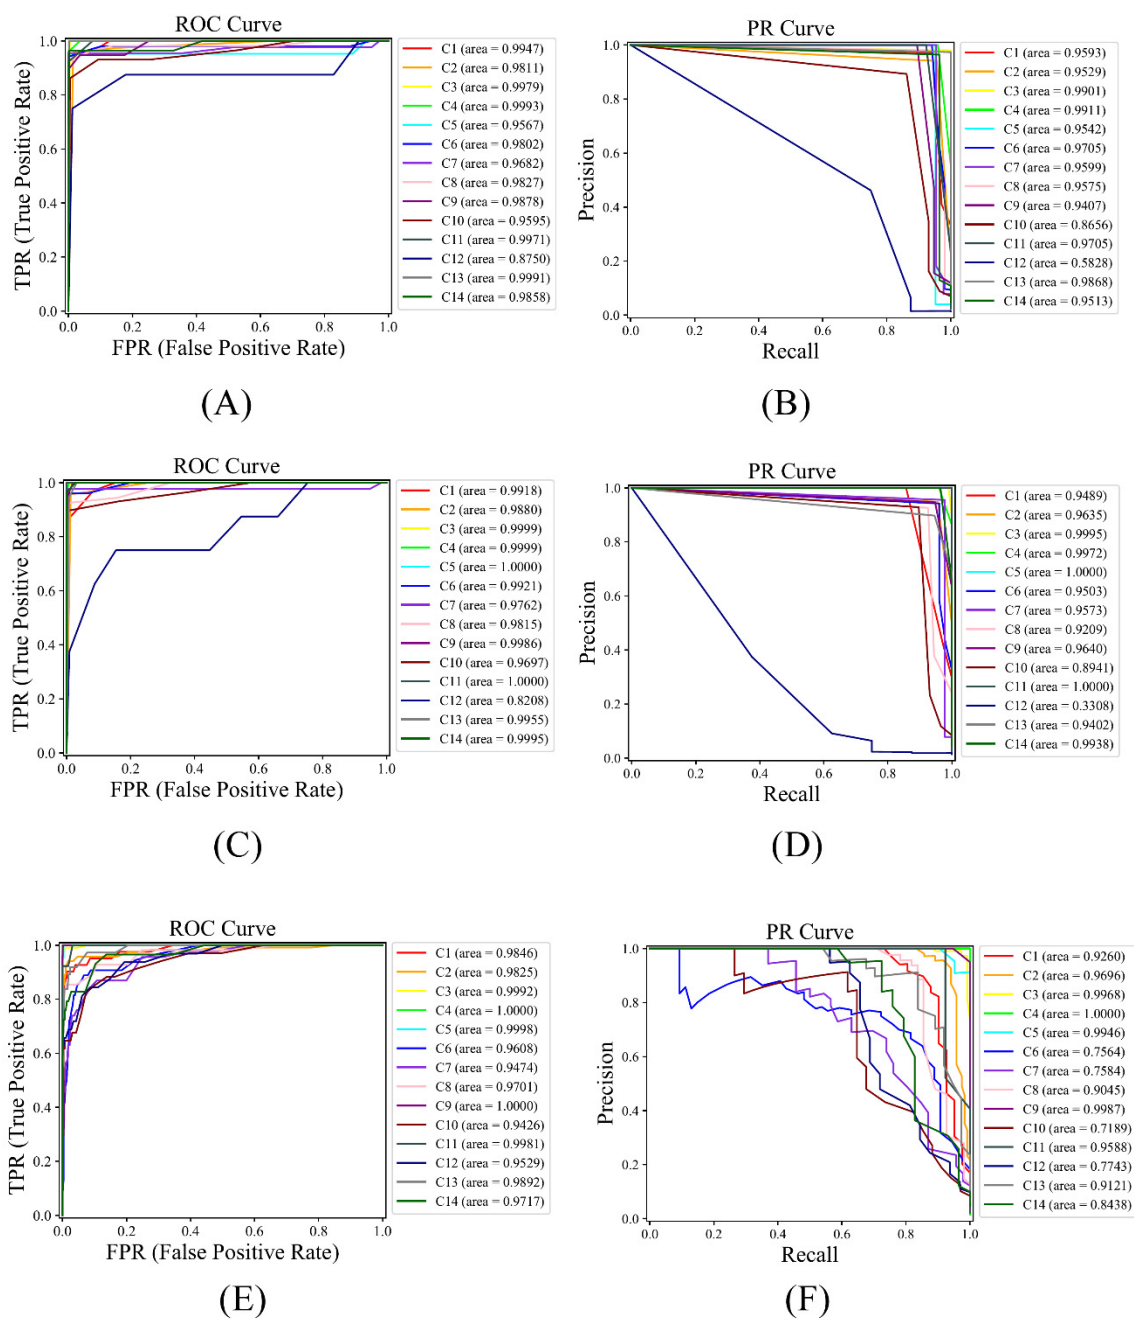 ROC Curve
TPR (True Positive Rate)
1.0
0.8
0.6
0.4
0.2
0.0
0.0 0.2 0.4 0.6 0.8 1.0
FPR (False Positive Rate)
C1 (area = 0.9947)
C2 (area = 0.9811)
C3 (area = 0.9979)
C4 (area = 0.9993)
C5 (area = 0.9567)
C6 (area = 0.9802)
C7 (area = 0.9682)
C8 (area = 0.9827)
C9 (area = 0.9878)
C10 (area = 0.9595)
C11 (area = 0.9971)
C12 (area = 0.8750)
C13 (area = 0.9991)
C14 (area = 0.9858)
(A)
PR Curve
Precision
1.0
0.8
0.6
0.4
0.2
0.0
0.0 0.2 0.4 0.6 0.8 1.0
Recall
C1 (area = 0.9593)
C2 (area = 0.9529)
C3 (area = 0.9901)
C4 (area = 0.9911)
C5 (area = 0.9542)
C6 (area = 0.9705)
C7 (area = 0.9599)
C8 (area = 0.9575)
C9 (area = 0.9407)
C10 (area = 0.8656)
C11 (area = 0.9705)
C12 (area = 0.5828)
C13 (area = 0.9868)
C14 (area = 0.9513)
(B)
ROC Curve
TPR (True Positive Rate)
1.0
0.8
0.6
0.4
0.2
0.0
0.0 0.2 0.4 0.6 0.8 1.0
FPR (False Positive Rate)
C1 (area = 0.9918)
C2 (area = 0.9880)
C3 (area = 0.9999)
C4 (area = 0.9999)
C5 (area = 1.0000)
C6 (area = 0.9921)
C7 (area = 0.9762)
C8 (area = 0.9815)
C9 (area = 0.9986)
C10 (area = 0.9697)
C11 (area = 1.0000)
C12 (area = 0.8208)
C13 (area = 0.9955)
C14 (area = 0.9995)
(C)
PR Curve
Precision
1.0
0.8
0.6
0.4
0.2
0.0
0.0 0.2 0.4 0.6 0.8 1.0
Recall
C1 (area = 0.9489)
C2 (area = 0.9635)
C3 (area = 0.9995)
C4 (area = 0.9972)
C5 (area = 1.0000)
C6 (area = 0.9503)
C7 (area = 0.9573)
C8 (area = 0.9209)
C9 (area = 0.9640)
C10 (area = 0.8941)
C11 (area = 1.0000)
C12 (area = 0.3308)
C13 (area = 0.9402)
C14 (area = 0.9938)
(D)
ROC Curve
TPR (True Positive Rate)
1.0
0.8
0.6
0.4
0.2
0.0
0.0 0.2 0.4 0.6 0.8 1.0
FPR (False Positive Rate)
C1 (area = 0.9846)
C2 (area = 0.9825)
C3 (area = 0.9992)
C4 (area = 1.0000)
C5 (area = 0.9998)
C6 (area = 0.9608)
C7 (area = 0.9474)
C8 (area = 0.9701)
C9 (area = 1.0000)
C10 (area = 0.9426)
C11 (area = 0.9981)
C12 (area = 0.9529)
C13 (area = 0.9892)
C14 (area = 0.9717)
(E)
PR Curve
Precision
1.0
0.8
0.6
0.4
0.2
0.0
0.0 0.2 0.4 0.6 0.8 1.0
Recall
C1 (area = 0.9260)
C2 (area = 0.9696)
C3 (area = 0.9968)
C4 (area = 1.0000)
C5 (area = 0.9946)
C6 (area = 0.7564)
C7 (area = 0.7584)
C8 (area = 0.9045)
C9 (area = 0.9987)
C10 (area = 0.7189)
C11 (area = 0.9588)
C12 (area = 0.7743)
C13 (area = 0.9121)
C14 (area = 0.8438)
(F)